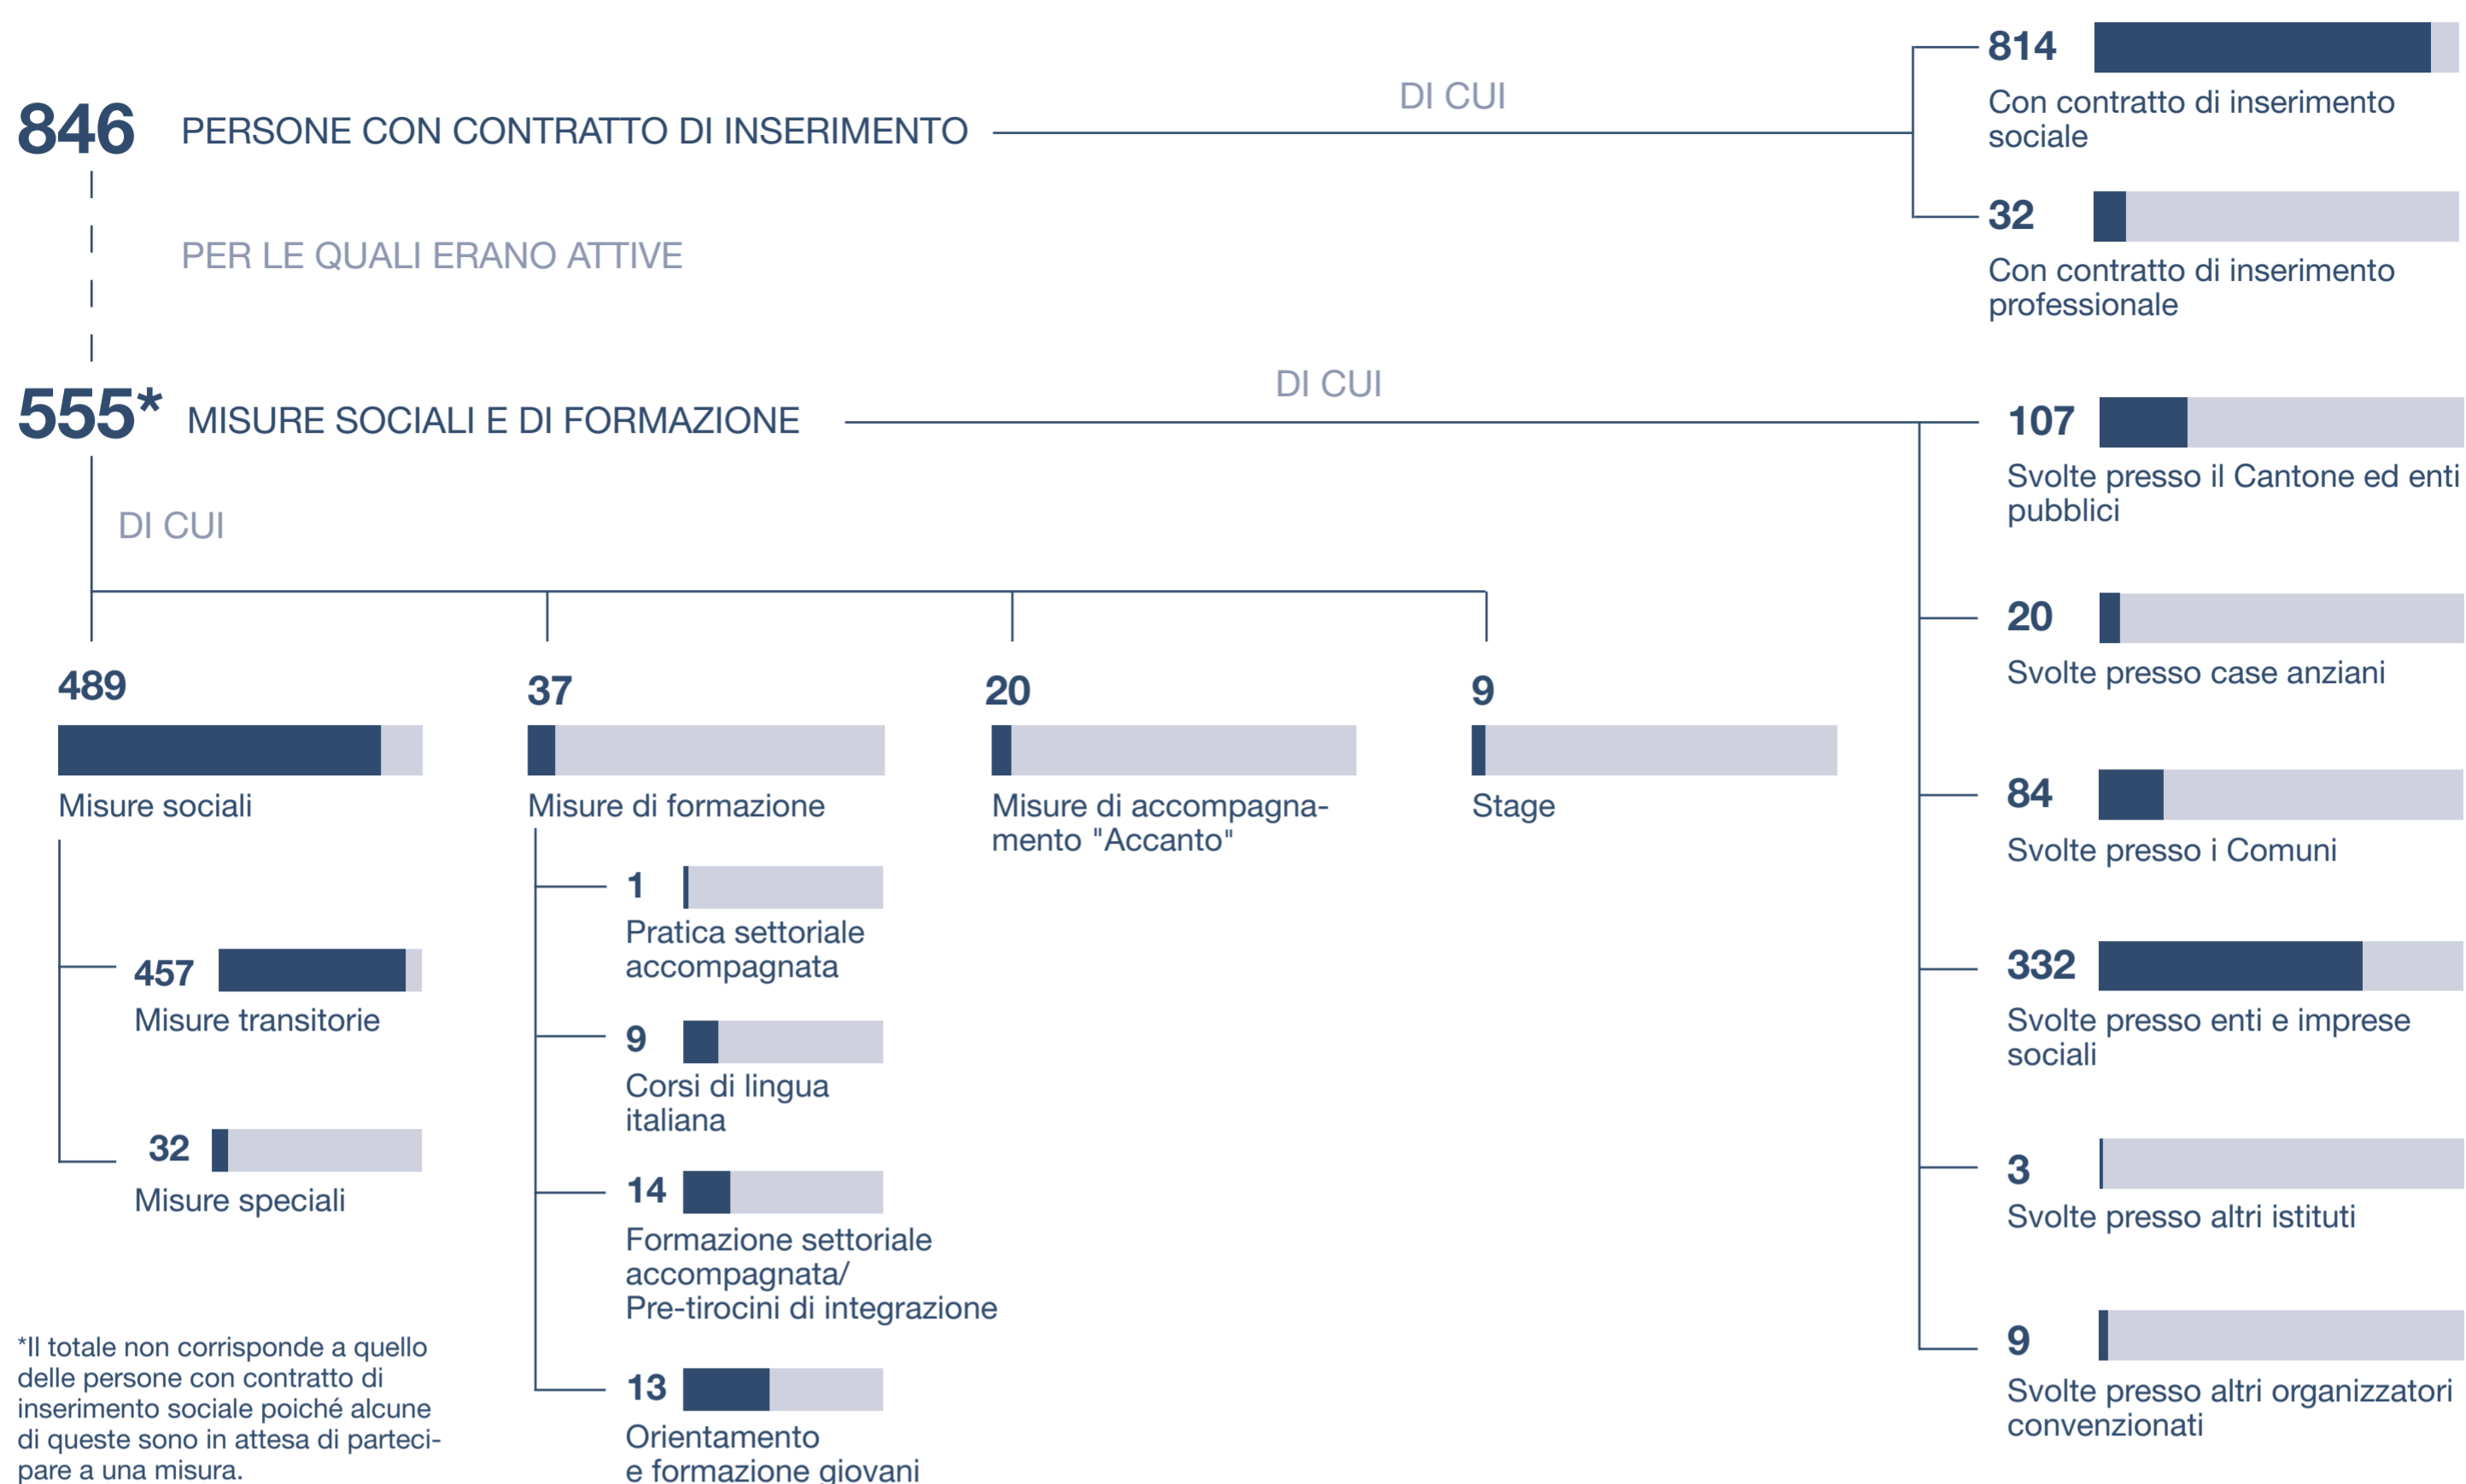 846 PERSONE CON CONTRATTO DI INSERIMENTO
DI CUI
814
Con contratto di inserimento
sociale
32
Con contratto di inserimento
professionale
PER LE QUALI ERANO ATTIVE
555* MISURE SOCIALI E DI FORMAZIONE
DI CUI
107
Svolte presso il Cantone ed enti
pubblici
20
Svolte presso case anziani
84
Svolte presso i Comuni
332
Svolte presso enti e imprese
sociali
3
Svolte presso altri istituti
9
Svolte presso altri organizzatori
convenzionati
DI CUI
489
Misure sociali
457
Misure transitorie
32
Misure speciali
37
Misure di formazione
1
Pratica settoriale
accompagnata
9
Corsi di lingua
italiana
14
Formazione settoriale
accompagnata/
Pre-tirocini di integrazione
13
Orientamento
e formazione giovani
20
Misure di accompagna-
mento "Accanto"
9
Stage
*Il totale non corrisponde a quello
delle persone con contratto di
inserimento sociale poiché alcune
di queste sono in attesa di parteci-
pare a una misura.